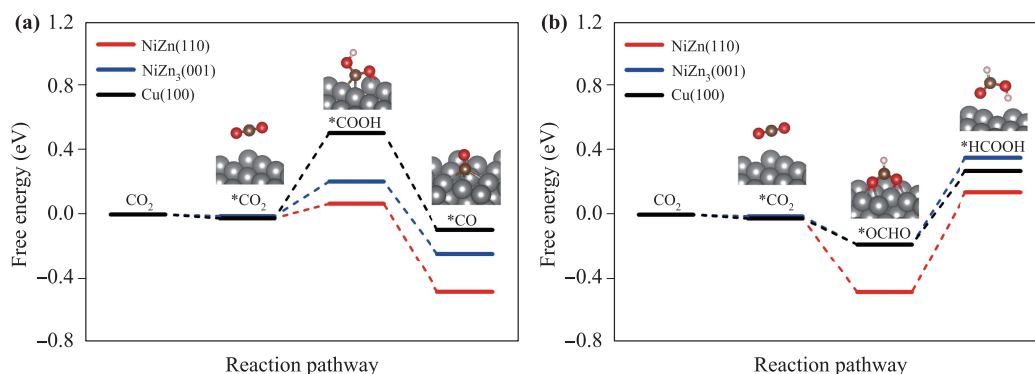 (a)
1.2
0.8
0.4
0.0
−0.4
−0.8
Free energy (eV)
NiZn(110)
NiZn₃(001)
Cu(100)
CO₂
*CO₂
*COOH
*CO
Reaction pathway
(b)
1.2
0.8
0.4
0.0
−0.4
−0.8
Free energy (eV)
NiZn(110)
NiZn₃(001)
Cu(100)
CO₂
*CO₂
*OCHO
*HCOOH
Reaction pathway